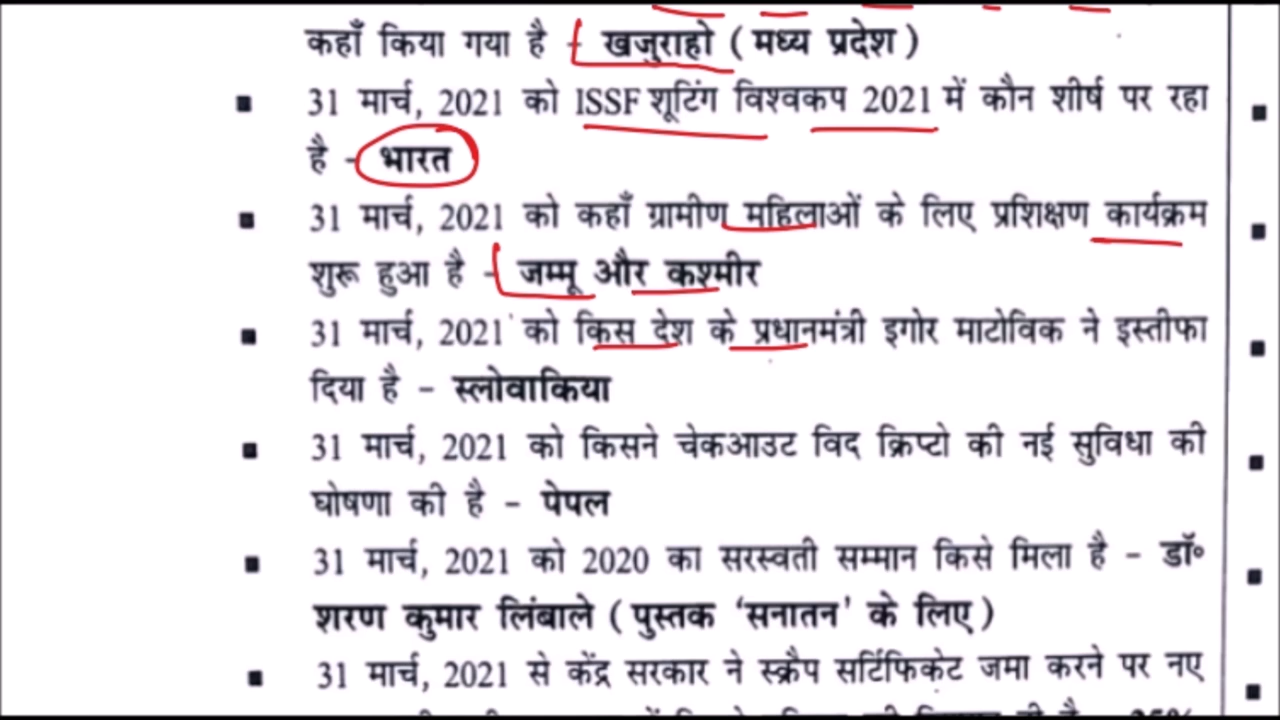 कहाँ किया गया है - खजुराहो (मध्य प्रदेश)
▪ 31 मार्च, 2021 को ISSF शूटिंग विश्वकप 2021 में कौन शीर्ष पर रहा
है - भारत
▪ 31 मार्च, 2021 को कहाँ ग्रामीण महिलाओं के लिए प्रशिक्षण कार्यक्रम
शुरू हुआ है - जम्मू और कश्मीर
▪ 31 मार्च, 2021 को किस देश के प्रधानमंत्री इगोर माटोविक ने इस्तीफा
दिया है - स्लोवाकिया
▪ 31 मार्च, 2021 को किसने चेकआउट विद क्रिप्टो की नई सुविधा की
घोषणा की है - पेपल
▪ 31 मार्च, 2021 को 2020 का सरस्वती सम्मान किसे मिला है - डॉ॰
शरण कुमार लिंबाले (पुस्तक ‘सनातन’ के लिए)
▪ 31 मार्च, 2021 से केंद्र सरकार ने स्क्रैप सर्टिफिकेट जमा करने पर नए